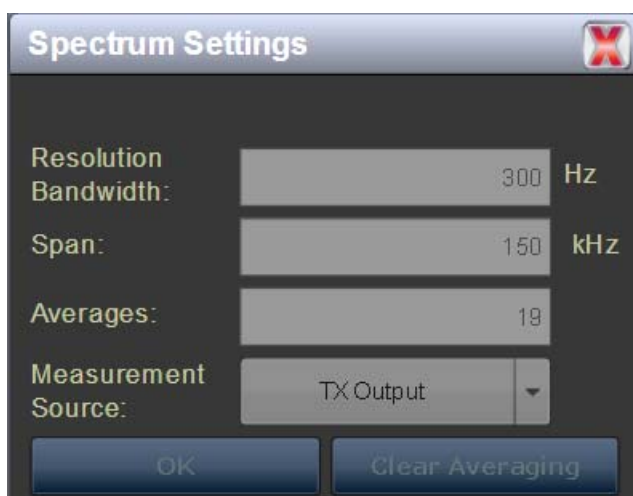 Spectrum Settings
Resolution
Bandwidth:
300 Hz
Span:
150 kHz
Averages:
19
Measurement
Source:
TX Output
OK
Clear Averaging